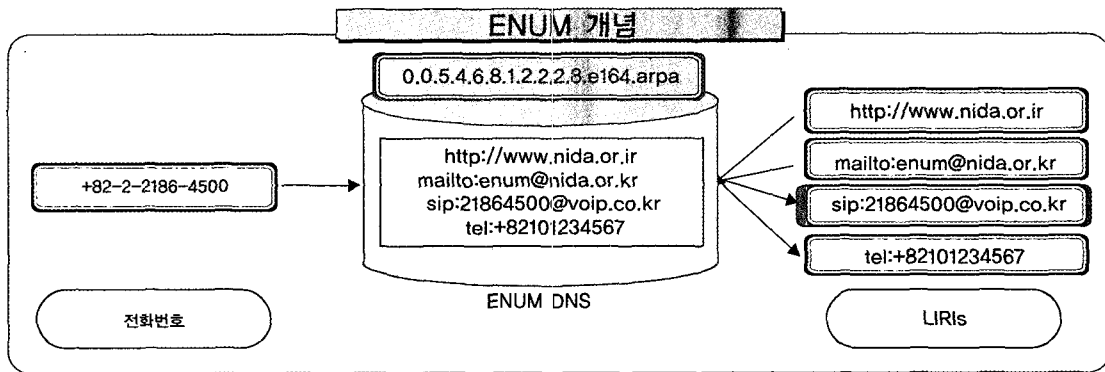 ENUM 개념
0.0.5.4.6.8.1.2.2.2.8.e164.arpa
+82-2-2186-4500
http://www.nida.or.ir
mailto:enum@nida.or.kr
sip:21864500@voip.co.kr
tel:+82101234567
ENUM DNS
전화번호
http://www.nida.or.ir
mailto:enum@nida.or.kr
sip:21864500@voip.co.kr
tel:+82101234567
LIRIs